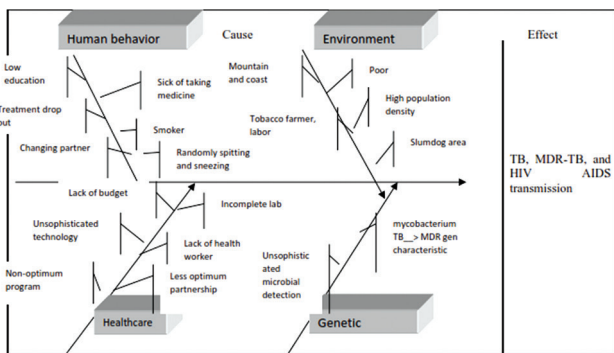 Human behavior
Cause
Environment
Effect
Low
education
Sick of taking
medicine
Treatment drop
out
Smoker
Changing partner
Randomly spitting
and sneezing
Mountain
and coast
Poor
Tobacco farmer,
labor
High population
density
Slumdog area
TB, MDR-TB, and
HIV AIDS
transmission
Lack of budget
Incomplete lab
Unsophisticated
technology
Lack of health
worker
Non-optimum
program
Less optimum
partnership
Healthcare
mycobacterium
TB__> MDR gen
characteristic
Unsophistic
ated
microbial
detection
Genetic